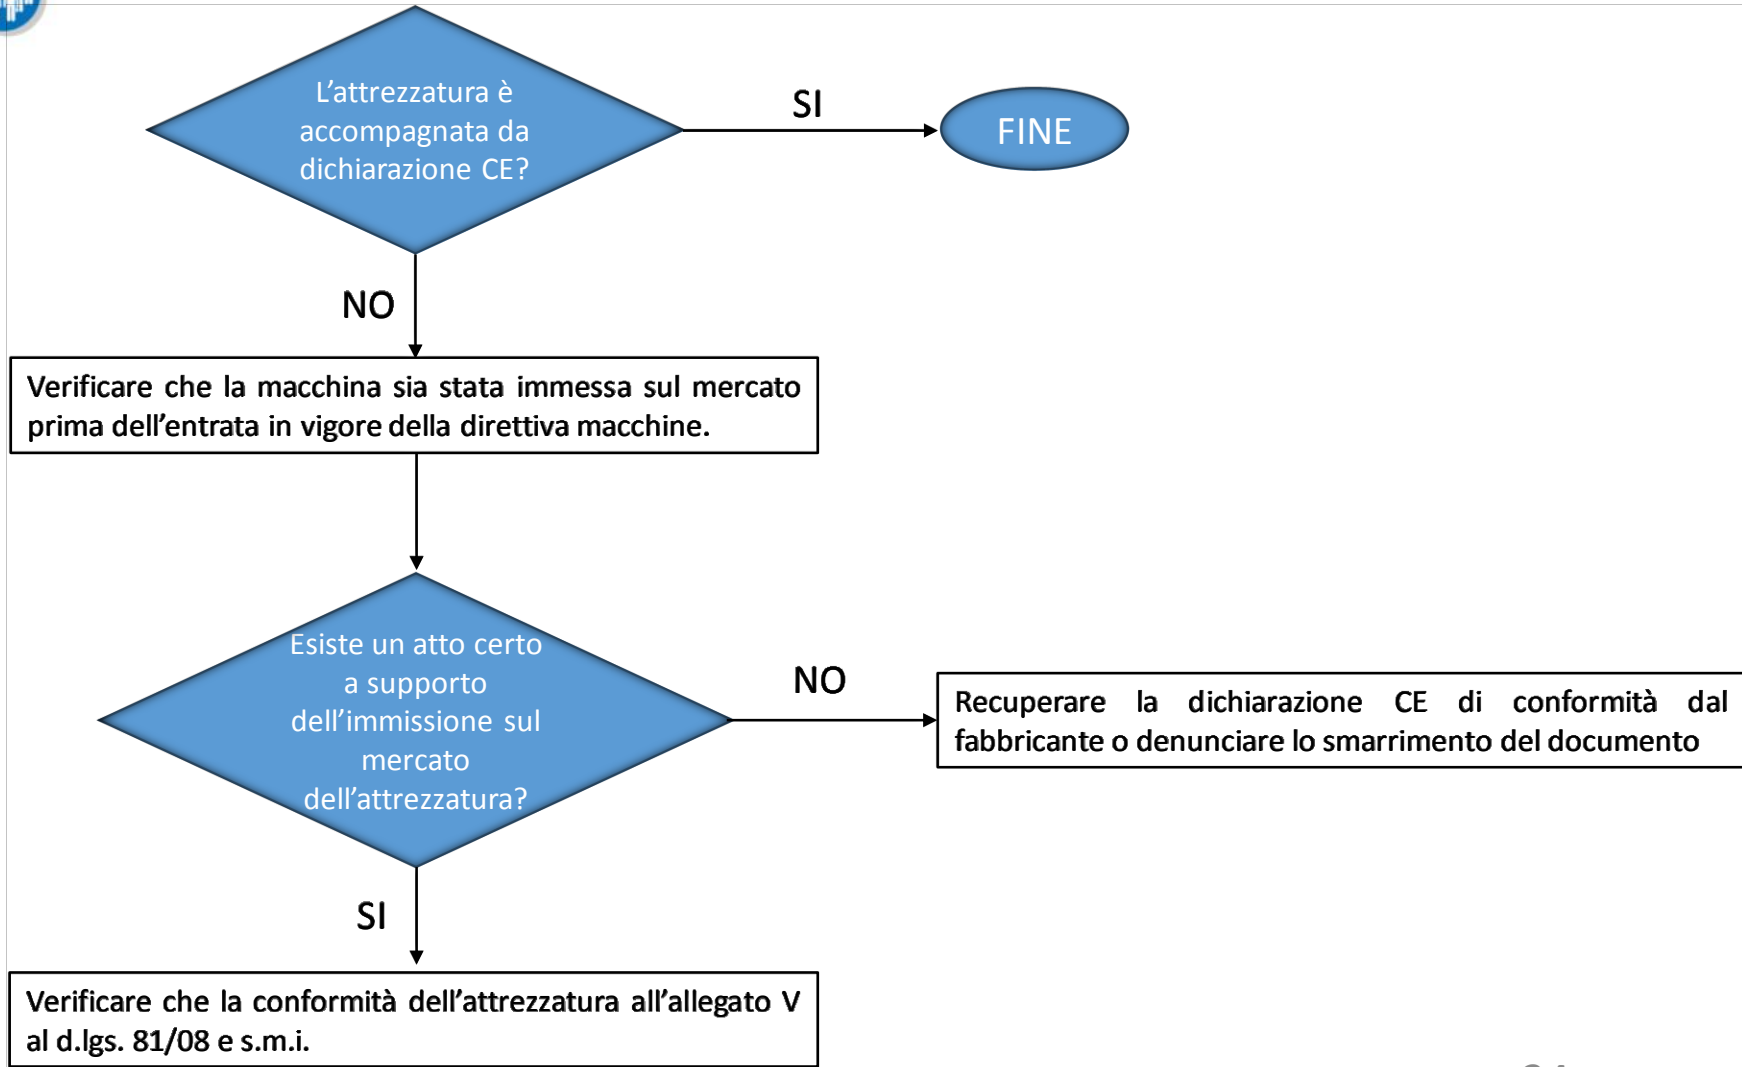 L'attrezzatura è
accompagnata da
dichiarazione CE?
SI
FINE
NO
Verificare che la macchina sia stata immessa sul mercato
prima dell'entrata in vigore della direttiva macchine.
Esiste un atto certo
a supporto
dell'immissione sul
mercato
dell'attrezzatura?
NO
Recuperare la dichiarazione CE di conformità dal
fabbricante o denunciare lo smarrimento del documento
SI
Verificare che la conformità dell'attrezzatura all'allegato V
al d.lgs. 81/08 e s.m.i.